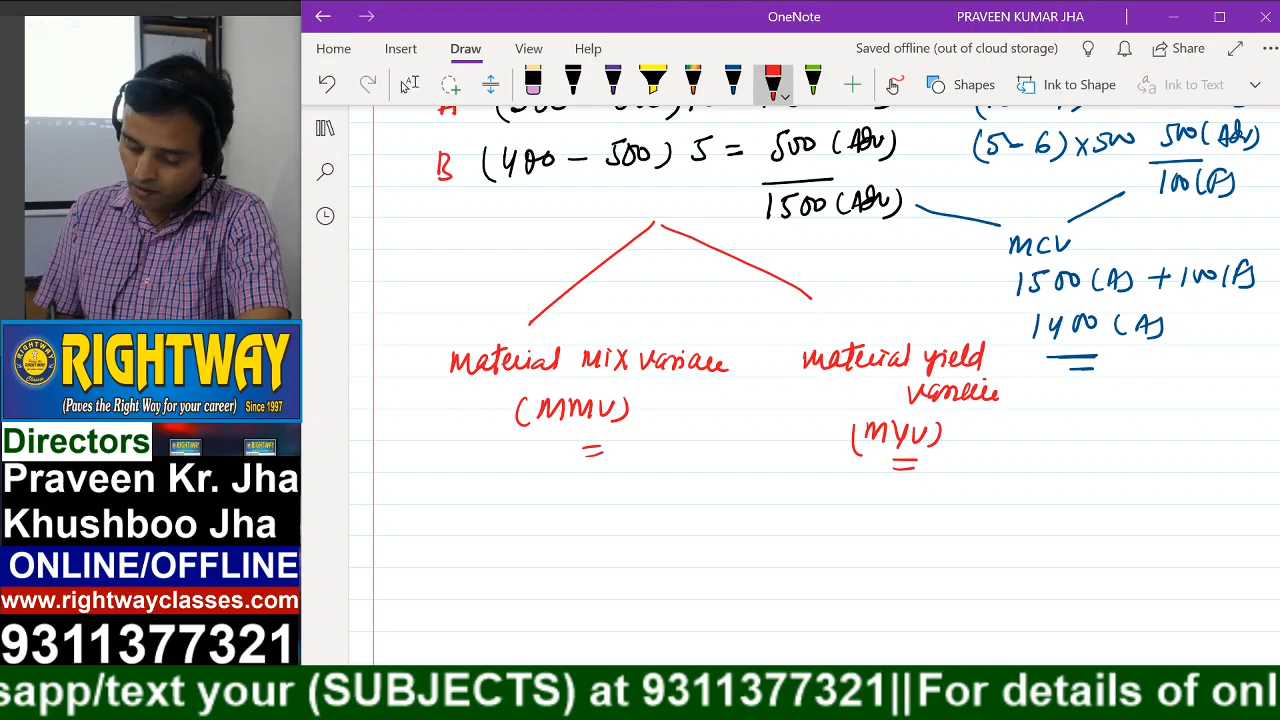 OneNote
PRAVEEN KUMAR JHA
Home Insert Draw View Help
Saved offline (out of cloud storage)
Share
Shapes
Ink to Shape
Ink to Text
A
B (400 - 500) 5 = 500 (Adv)
1500 (Adv)
(5 - 6) x 500 500 (Adv)
100 (F)
MCV
1500 (A) + 100 (F)
1400 (A)
material mix variace
(MMV)
material yield
(MYV)
RIGHTWAY
(Paves the Right Way for your career) Since 1997
Directors
Praveen Kr. Jha
Khushboo Jha
ONLINE/OFFLINE
www.rightwayclasses.com
9311377321
sapp/text your (SUBJECTS) at 9311377321||For details of onl